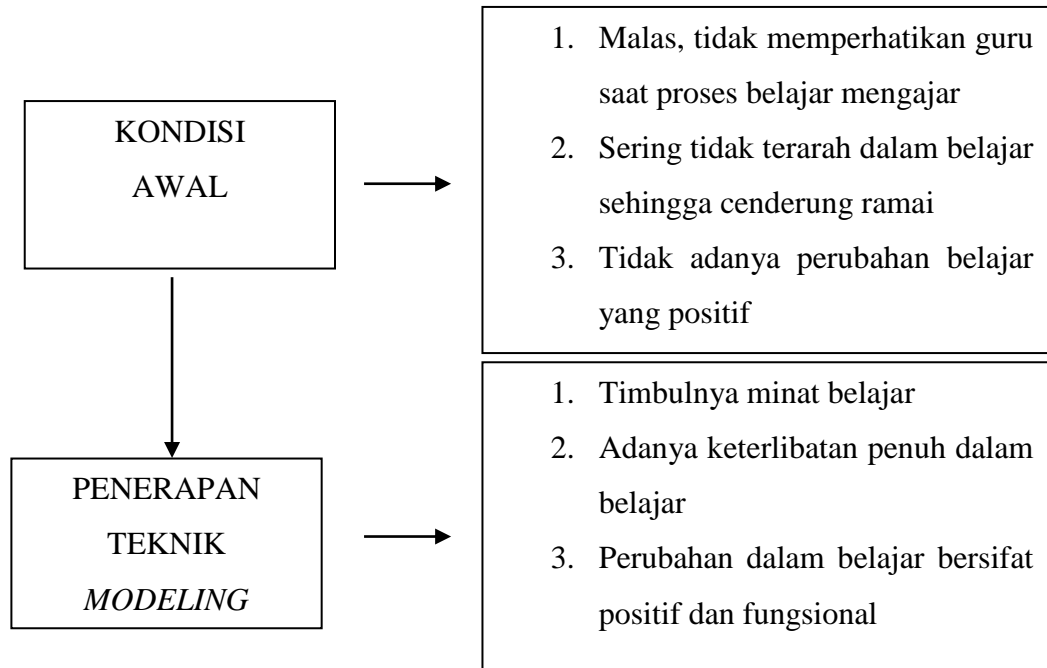 KONDISI
AWAL
1. Malas, tidak memperhatikan guru
saat proses belajar mengajar
2. Sering tidak terarah dalam belajar
sehingga cenderung ramai
3. Tidak adanya perubahan belajar
yang positif
PENERAPAN
TEKNIK
MODELING
1. Timbulnya minat belajar
2. Adanya keterlibatan penuh dalam
belajar
3. Perubahan dalam belajar bersifat
positif dan fungsional